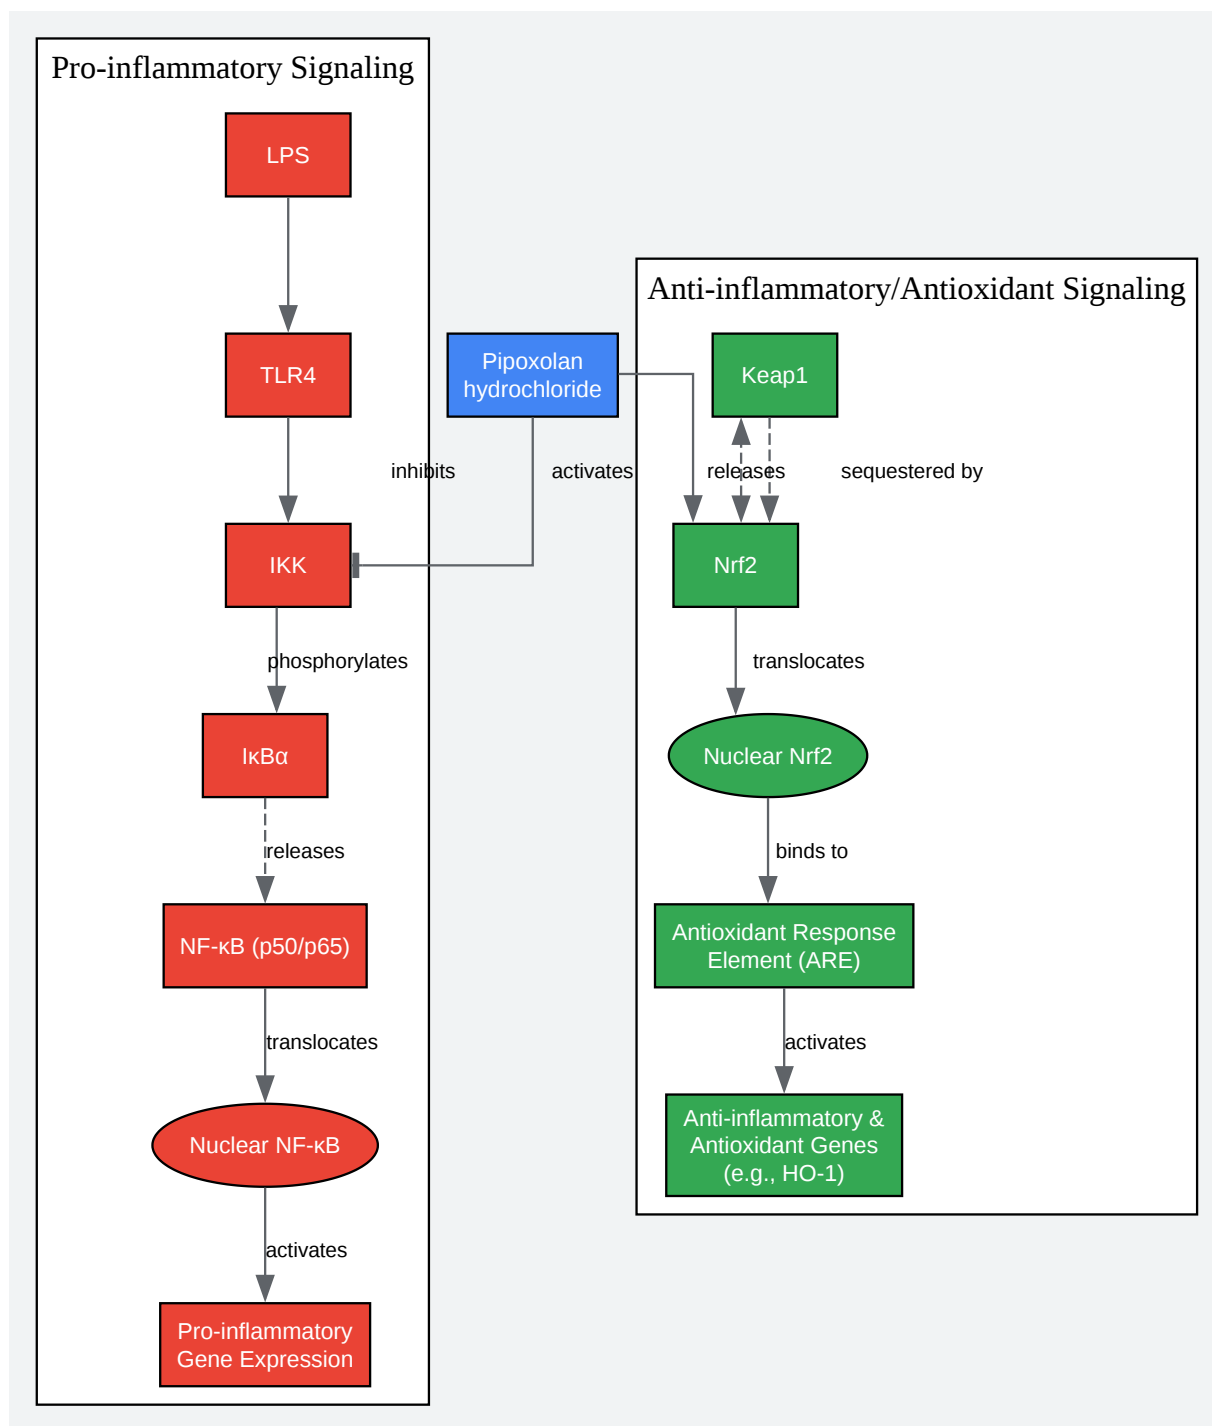 Pro-inflammatory Signaling
LPS
TLR4
inhibits
IKK
phosphorylates
IκBα
releases
NF-κB (p50/p65)
translocates
Nuclear NF-κB
activates
Pro-inflammatory
Gene Expression
Pipoxolan
hydrochloride
activates
Anti-inflammatory/Antioxidant Signaling
Keap1
releases
sequestered by
Nrf2
translocates
Nuclear Nrf2
binds to
Antioxidant Response
Element (ARE)
activates
Anti-inflammatory &
Antioxidant Genes
(e.g., HO-1)